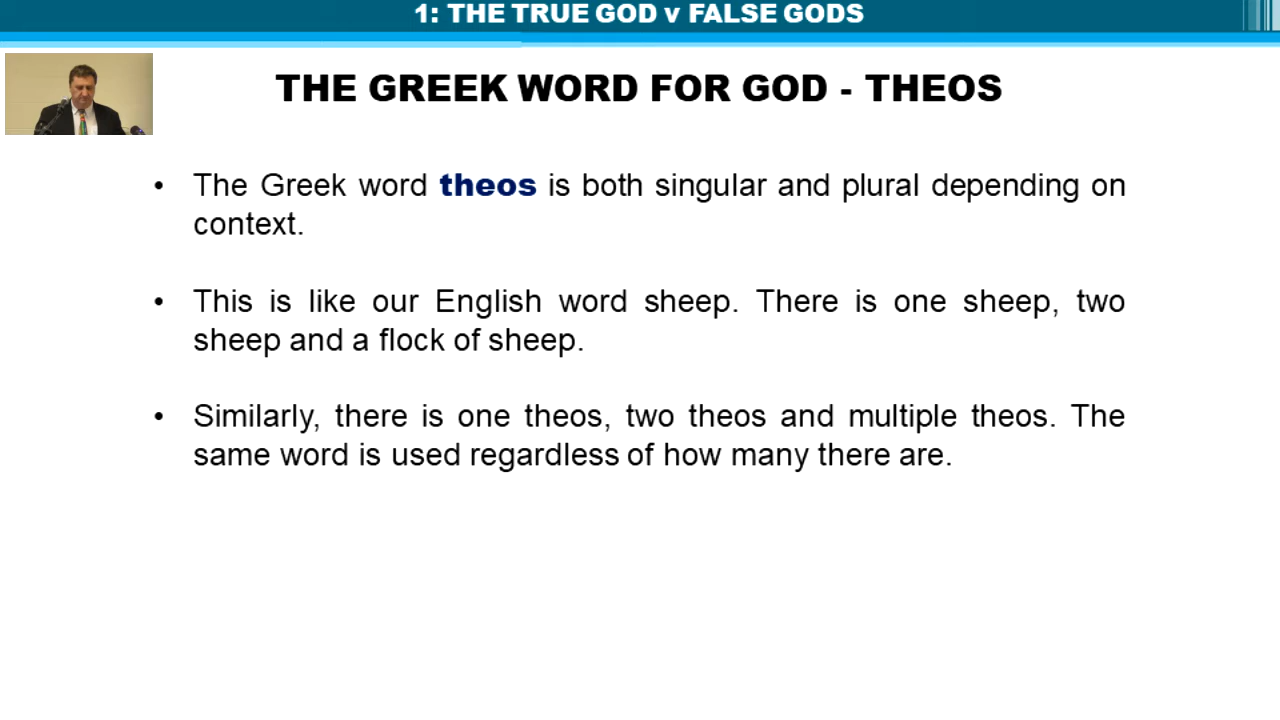 1: THE TRUE GOD v FALSE GODS
THE GREEK WORD FOR GOD - THEOS
• The Greek word theos is both singular and plural depending on
context.
• This is like our English word sheep. There is one sheep, two
sheep and a flock of sheep.
• Similarly, there is one theos, two theos and multiple theos. The
same word is used regardless of how many there are.